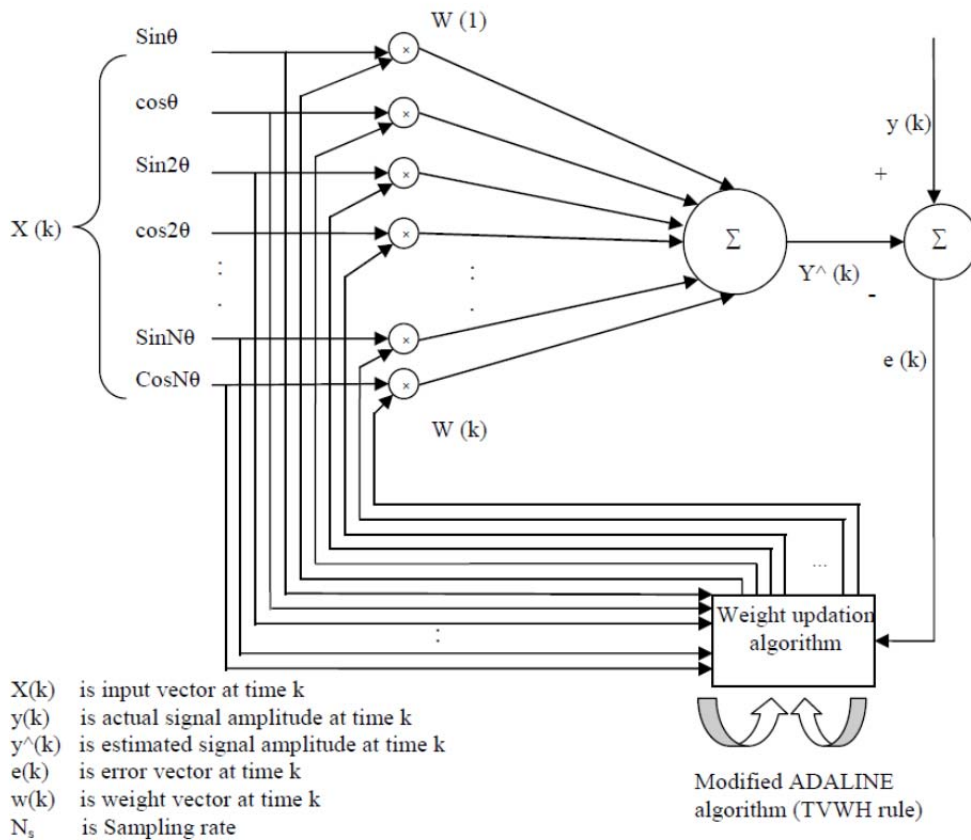 W (1)
Sinθ
cosθ
Sin2θ
X (k)
cos2θ
:
.
SinNθ
CosNθ
×
×
×
×
:
.
×
×
W (k)
Σ
Y^ (k)
y (k)
+
Σ
-
e (k)
...
:
Weight updation
algorithm
X(k) is input vector at time k
y(k) is actual signal amplitude at time k
y^(k) is estimated signal amplitude at time k
e(k) is error vector at time k
w(k) is weight vector at time k
Nₛ is Sampling rate
Modified ADALINE
algorithm (TVWH rule)